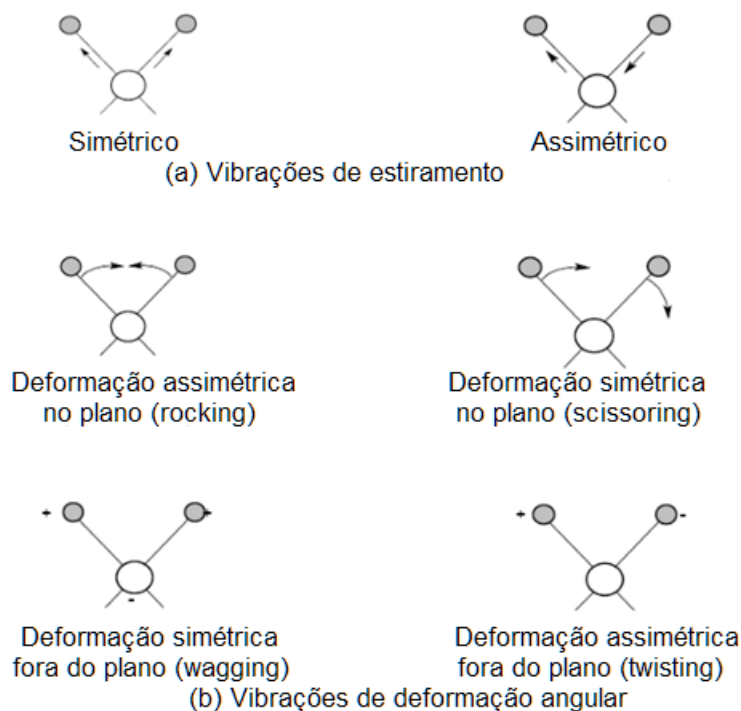 Simétrico Assimétrico
(a) Vibrações de estiramento
Deformação assimétrica Deformação simétrica
no plano (rocking) no plano (scissoring)
+ + + -
-
Deformação simétrica Deformação assimétrica
fora do plano (wagging) fora do plano (twisting)
(b) Vibrações de deformação angular